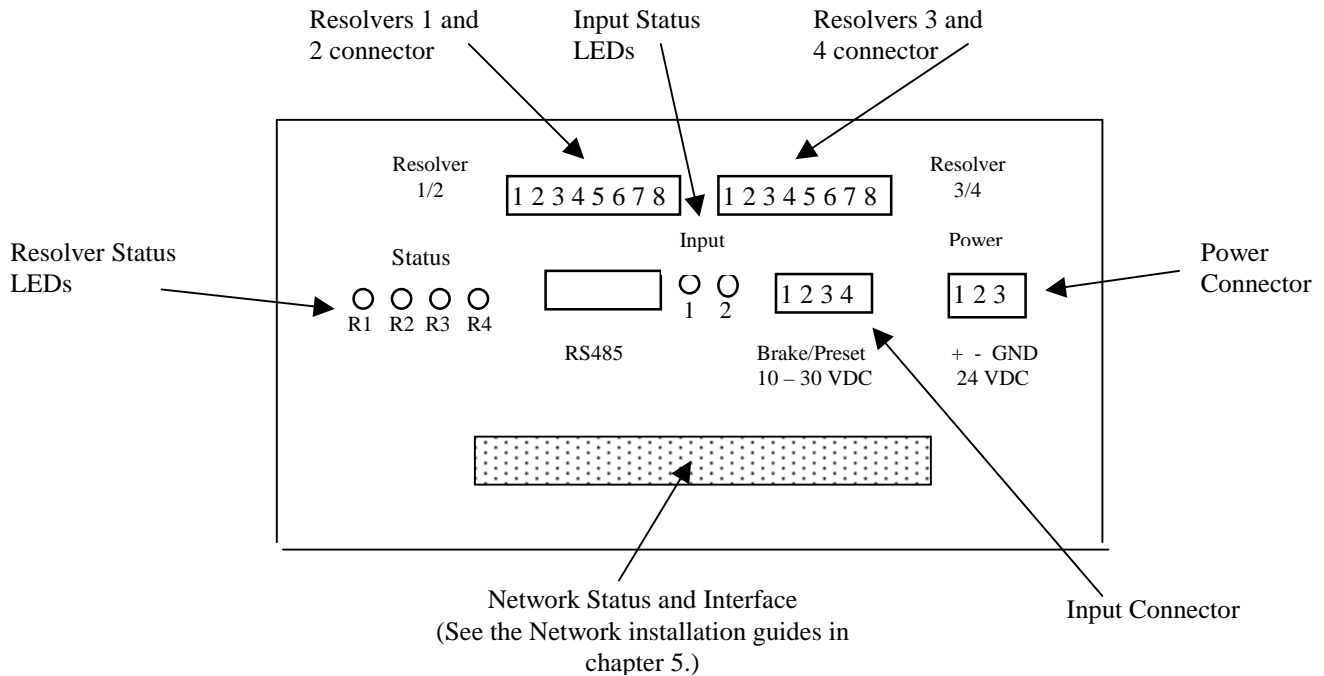 Resolvers 1 and
2 connector
Input Status
LEDs
Resolvers 3 and
4 connector
Resolver
1/2
1 2 3 4 5 6 7 8
1 2 3 4 5 6 7 8
Resolver
3/4
Resolver Status
LEDs
Status
R1 R2 R3 R4
RS485
Input
1 2
1 2 3 4
Brake/Preset
10 – 30 VDC
Power
1 2 3
+ - GND
24 VDC
Power
Connector
Network Status and Interface
(See the Network installation guides in
chapter 5.)
Input Connector